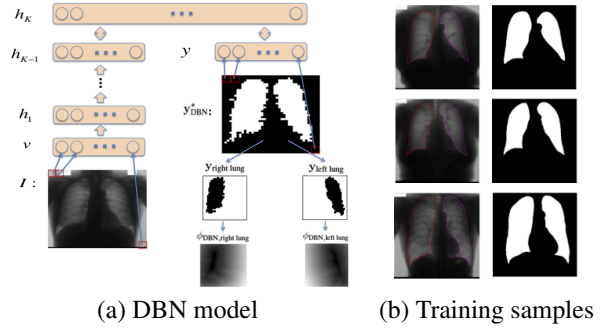 h_K
h_{K-1}
h_1
v
I :
y
y*_DBN:
y_right lung
y_left lung
ϕ_DBN,right lung
ϕ_DBN,left lung
(a) DBN model
(b) Training samples